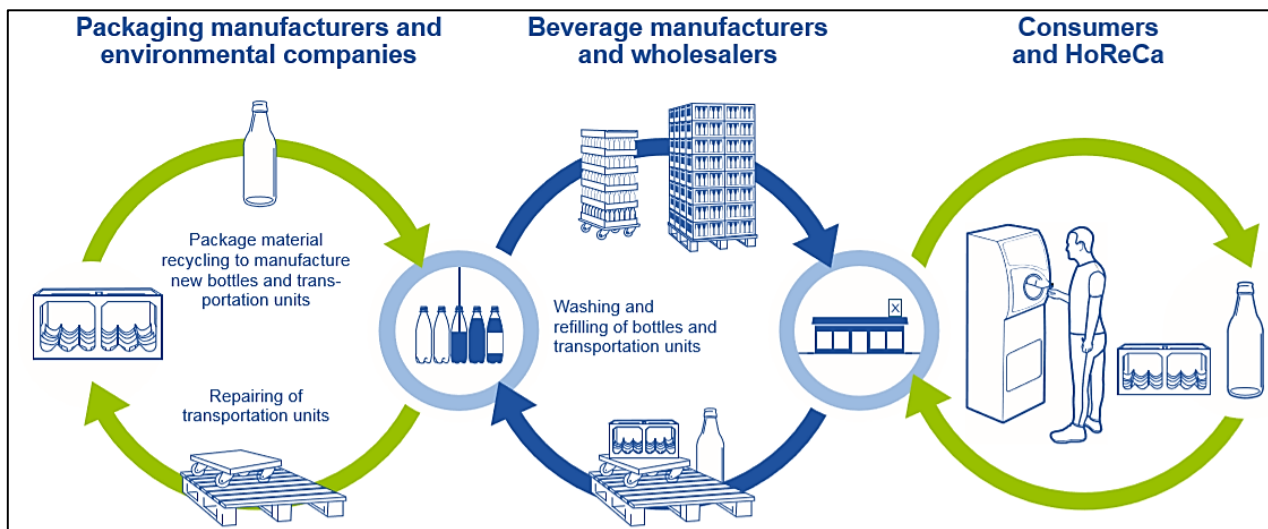 Packaging manufacturers and
environmental companies
Beverage manufacturers
and wholesalers
Consumers
and HoReCa
Package material
recycling to manufacture
new bottles and trans-
portation units
Repairing of
transportation units
Washing and
refilling of bottles and
transportation units
X